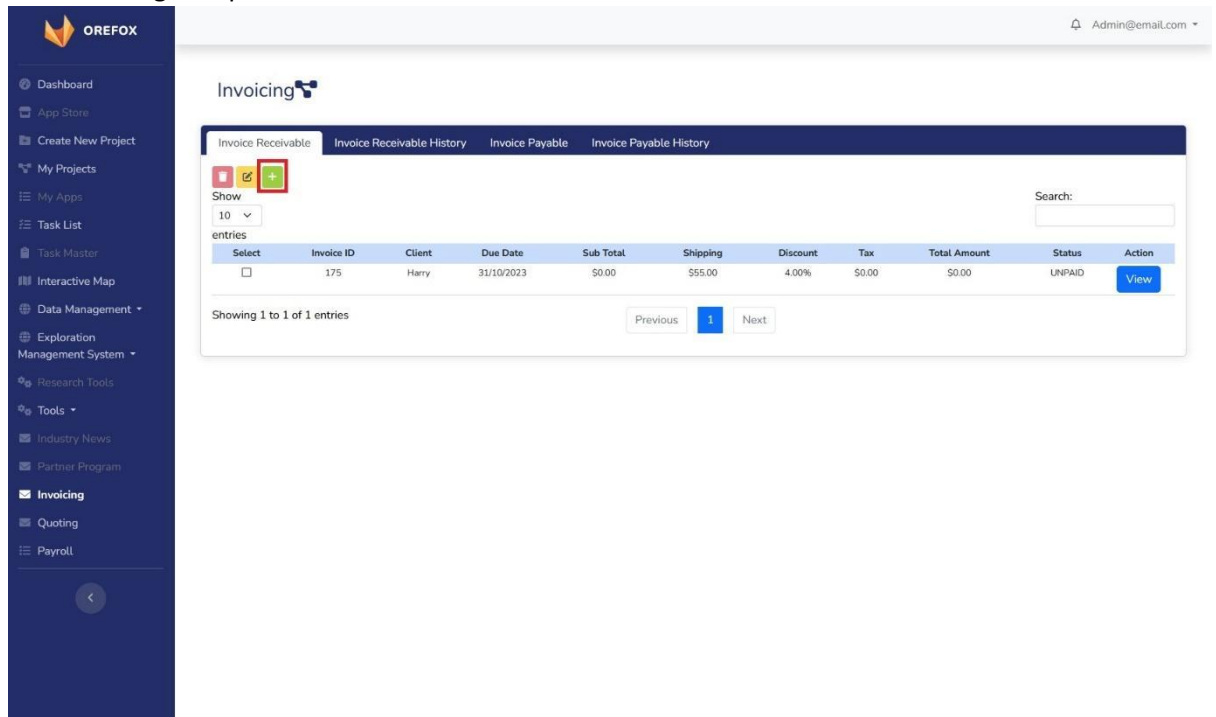 OREFOX
Admin@email.com
Dashboard
App Store
Create New Project
My Projects
My Apps
Task List
Task Master
Interactive Map
Data Management
Exploration
Management System
Research Tools
Tools
Industry News
Partner Program
Invoicing
Quoting
Payroll
Invoicing
Invoice Receivable Invoice Receivable History Invoice Payable Invoice Payable History
Show
10
entries
Search:
Select Invoice ID Client Due Date Sub Total Shipping Discount Tax Total Amount Status Action
175 Harry 31/10/2023 $0.00 $55.00 4.00% $0.00 $0.00 UNPAID View
Showing 1 to 1 of 1 entries
Previous 1 Next